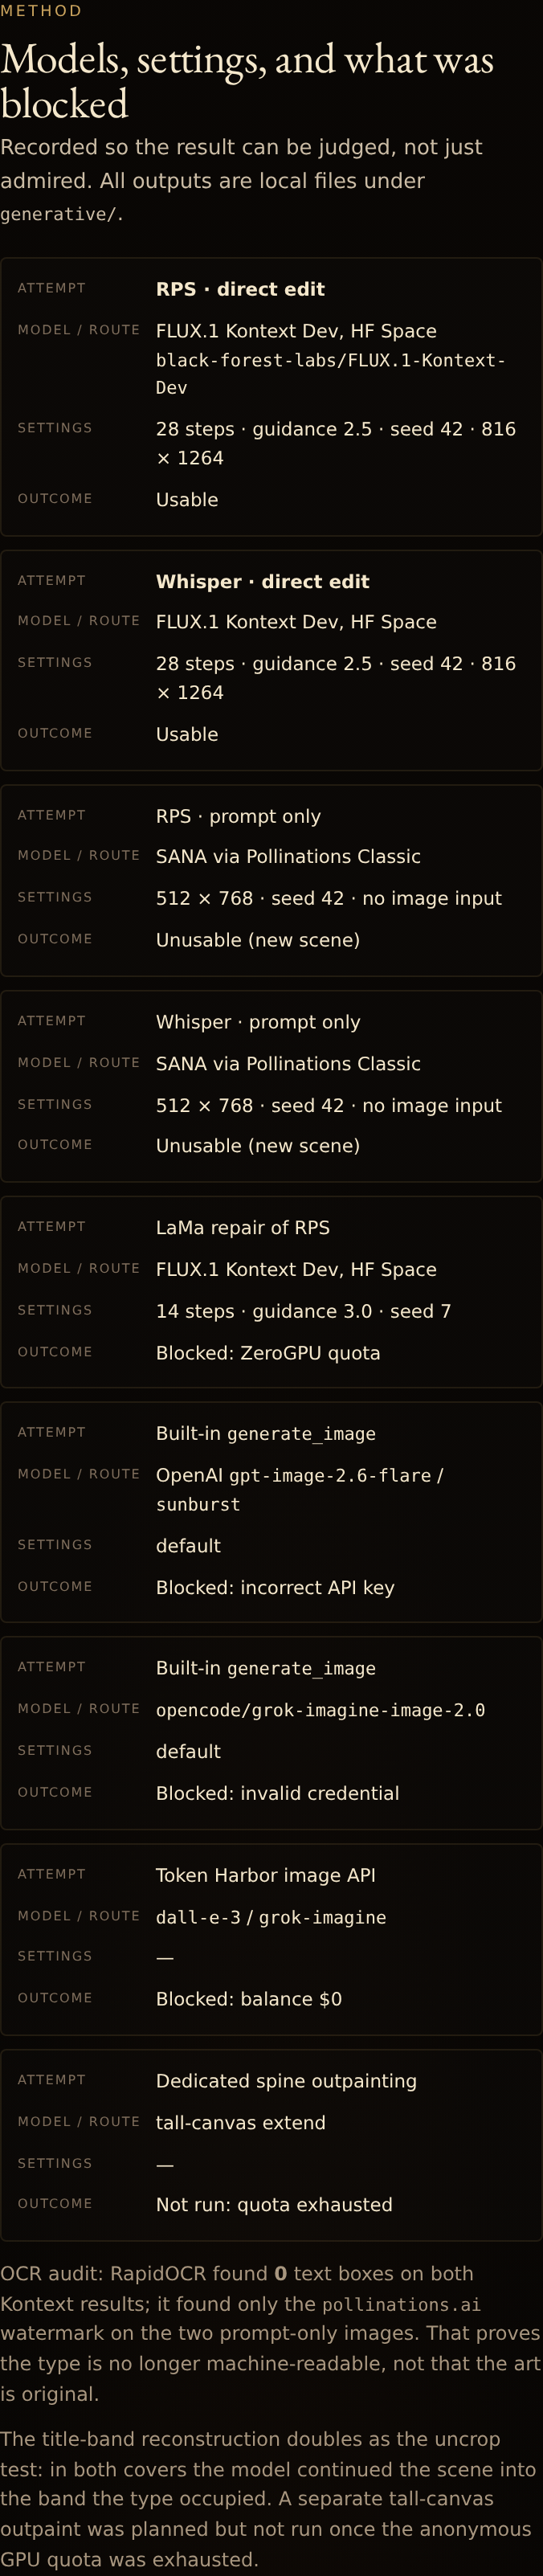 METHOD
Models, settings, and what was
blocked
Recorded so the result can be judged, not just
admired. All outputs are local files under
generative/.
ATTEMPT RPS · direct edit
MODEL / ROUTE FLUX.1 Kontext Dev, HF Space
black-forest-labs/FLUX.1-Kontext-
Dev
SETTINGS 28 steps · guidance 2.5 · seed 42 · 816
× 1264
OUTCOME Usable
ATTEMPT Whisper · direct edit
MODEL / ROUTE FLUX.1 Kontext Dev, HF Space
SETTINGS 28 steps · guidance 2.5 · seed 42 · 816
× 1264
OUTCOME Usable
ATTEMPT RPS · prompt only
MODEL / ROUTE SANA via Pollinations Classic
SETTINGS 512 × 768 · seed 42 · no image input
OUTCOME Unusable (new scene)
ATTEMPT Whisper · prompt only
MODEL / ROUTE SANA via Pollinations Classic
SETTINGS 512 × 768 · seed 42 · no image input
OUTCOME Unusable (new scene)
ATTEMPT LaMa repair of RPS
MODEL / ROUTE FLUX.1 Kontext Dev, HF Space
SETTINGS 14 steps · guidance 3.0 · seed 7
OUTCOME Blocked: ZeroGPU quota
ATTEMPT Built-in generate_image
MODEL / ROUTE OpenAI gpt-image-2.6-flare /
sunburst
SETTINGS default
OUTCOME Blocked: incorrect API key
ATTEMPT Built-in generate_image
MODEL / ROUTE opencode/grok-imagine-image-2.0
SETTINGS default
OUTCOME Blocked: invalid credential
ATTEMPT Token Harbor image API
MODEL / ROUTE dall-e-3 / grok-imagine
SETTINGS —
OUTCOME Blocked: balance $0
ATTEMPT Dedicated spine outpainting
MODEL / ROUTE tall-canvas extend
SETTINGS —
OUTCOME Not run: quota exhausted
OCR audit: RapidOCR found 0 text boxes on both
Kontext results; it found only the pollinations.ai
watermark on the two prompt-only images. That proves
the type is no longer machine-readable, not that the art
is original.
The title-band reconstruction doubles as the uncrop
test: in both covers the model continued the scene into
the band the type occupied. A separate tall-canvas
outpaint was planned but not run once the anonymous
GPU quota was exhausted.